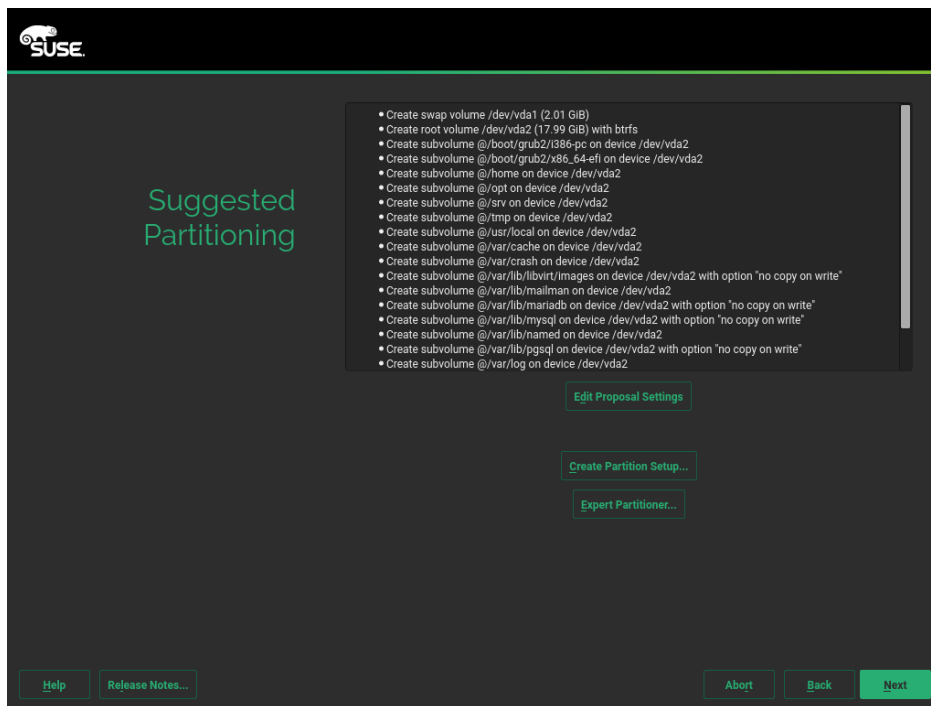 SUSE.
Suggested
Partitioning
• Create swap volume /dev/vda1 (2.01 GiB)
• Create root volume /dev/vda2 (17.99 GiB) with btrfs
• Create subvolume @/boot/grub2/i386-pc on device /dev/vda2
• Create subvolume @/boot/grub2/x86_64-efi on device /dev/vda2
• Create subvolume @/home on device /dev/vda2
• Create subvolume @/opt on device /dev/vda2
• Create subvolume @/srv on device /dev/vda2
• Create subvolume @/tmp on device /dev/vda2
• Create subvolume @/usr/local on device /dev/vda2
• Create subvolume @/var/cache on device /dev/vda2
• Create subvolume @/var/crash on device /dev/vda2
• Create subvolume @/var/lib/libvirt/images on device /dev/vda2 with option "no copy on write"
• Create subvolume @/var/lib/mailman on device /dev/vda2
• Create subvolume @/var/lib/mariadb on device /dev/vda2 with option "no copy on write"
• Create subvolume @/var/lib/mysql on device /dev/vda2 with option "no copy on write"
• Create subvolume @/var/lib/named on device /dev/vda2
• Create subvolume @/var/lib/pgsql on device /dev/vda2 with option "no copy on write"
• Create subvolume @/var/log on device /dev/vda2
Edit Proposal Settings
Create Partition Setup...
Expert Partitioner...
Help
Release Notes...
Abort
Back
Next